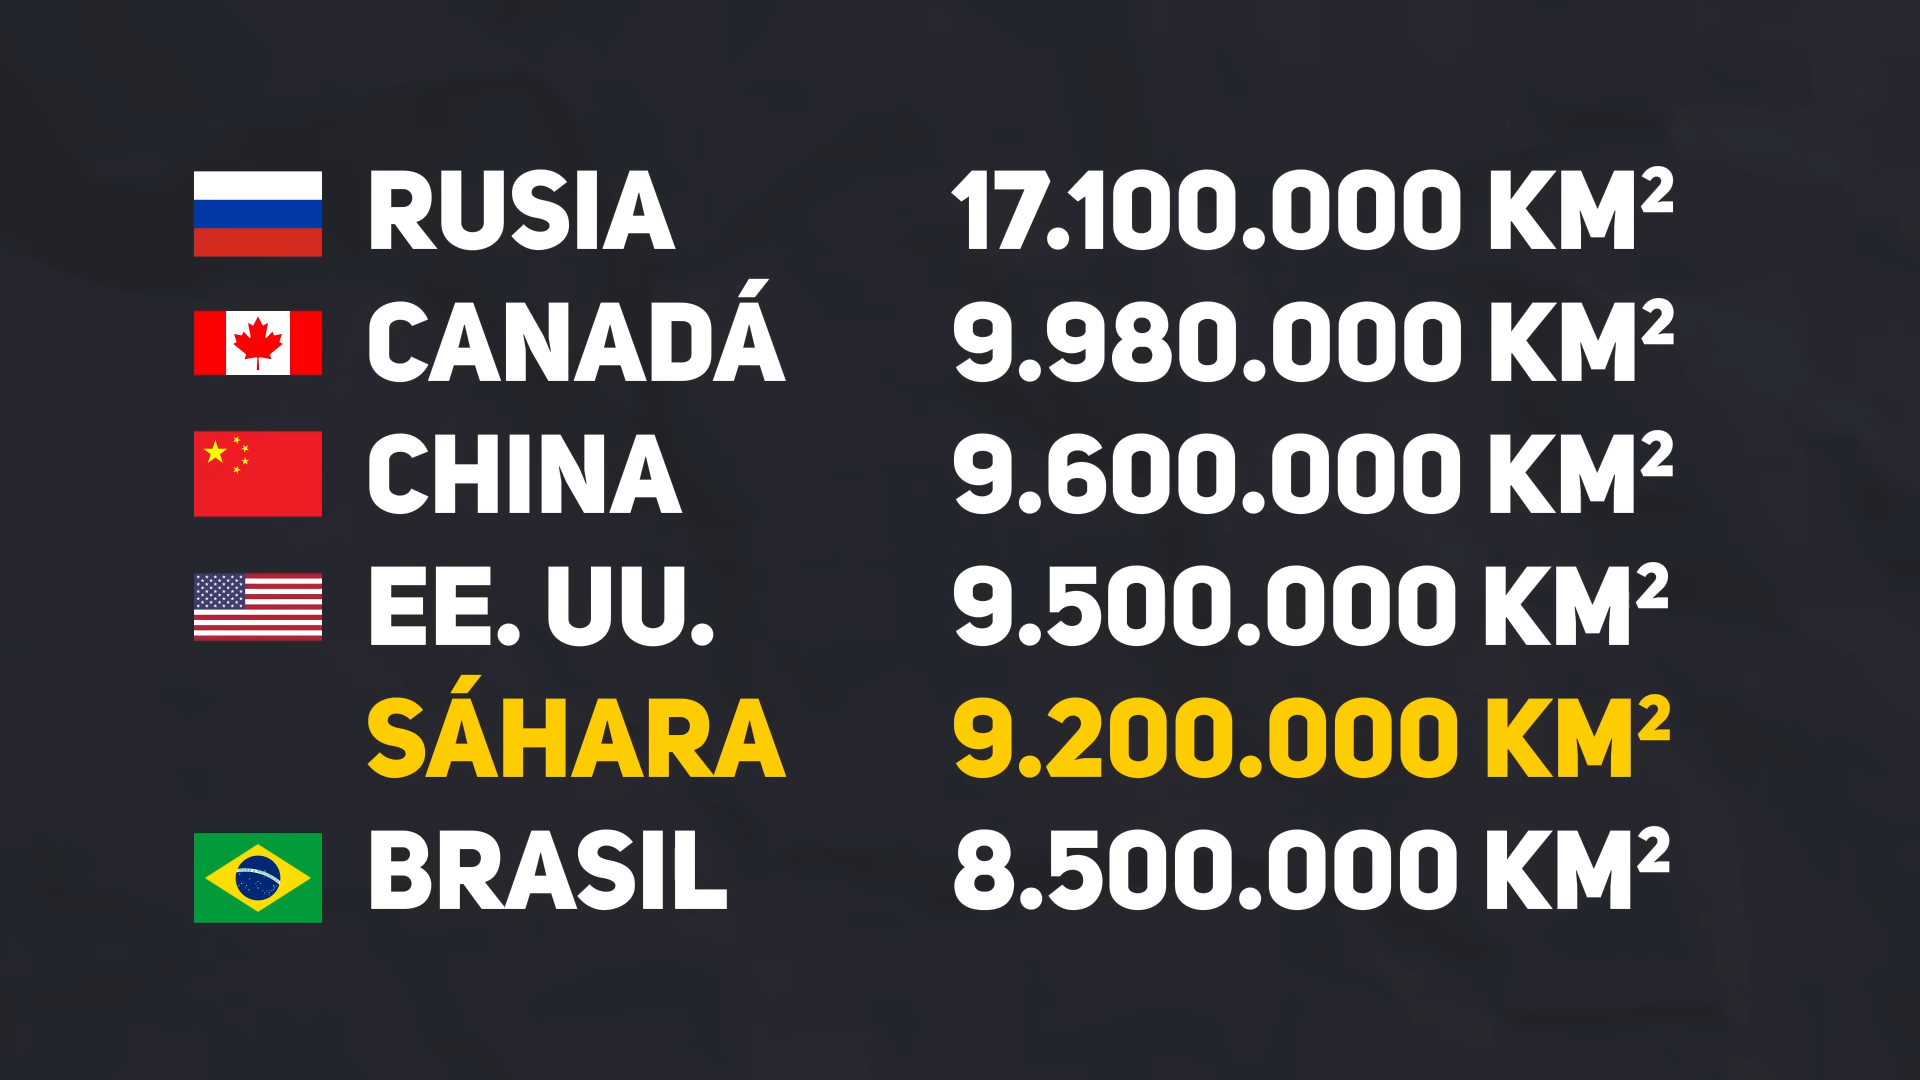 RUSIA 17.100.000 KM²
CANADÁ 9.980.000 KM²
CHINA 9.600.000 KM²
EE. UU. 9.500.000 KM²
SÁHARA 9.200.000 KM²
BRASIL 8.500.000 KM²